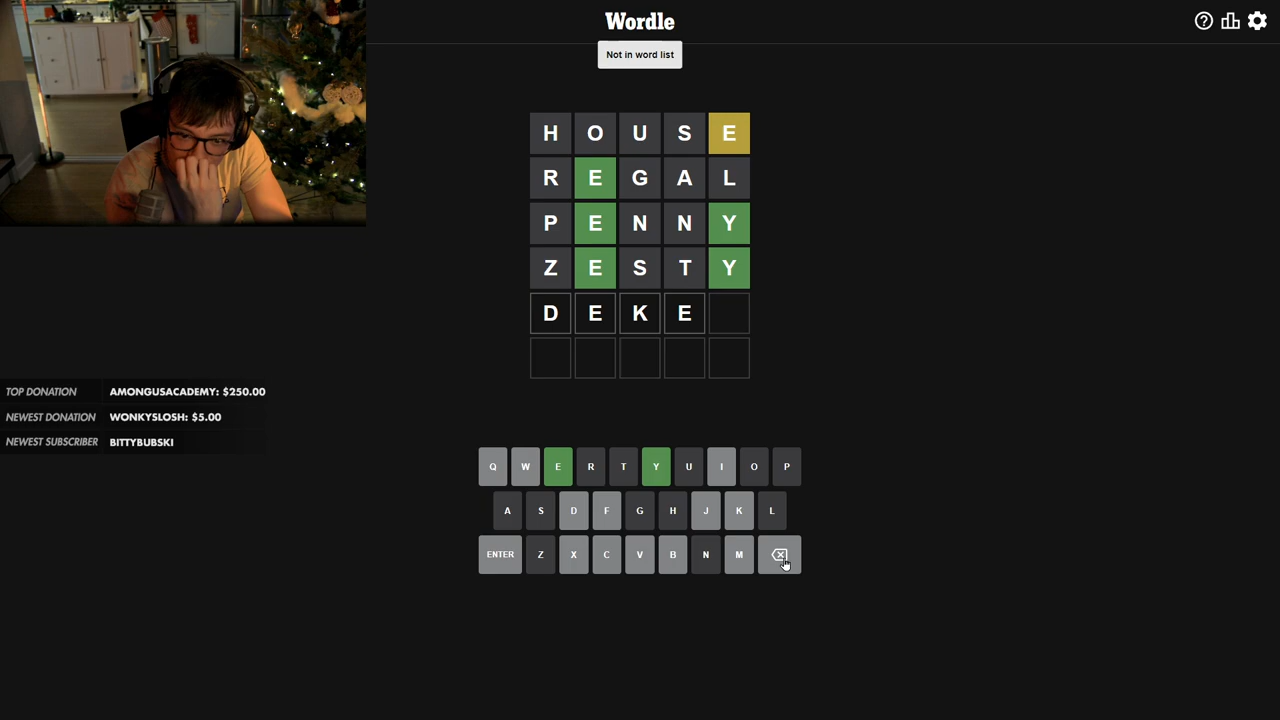 Wordle
Not in word list
H O U S E
R E G A L
P E N N Y
Z E S T Y
D E K E
TOP DONATION AMONGUSACADEMY: $250.00
NEWEST DONATION WONKYSLOSH: $5.00
NEWEST SUBSCRIBER BITTYBUBSKI
Q W E R T Y U I O P
A S D F G H J K L
ENTER Z X C V B N M